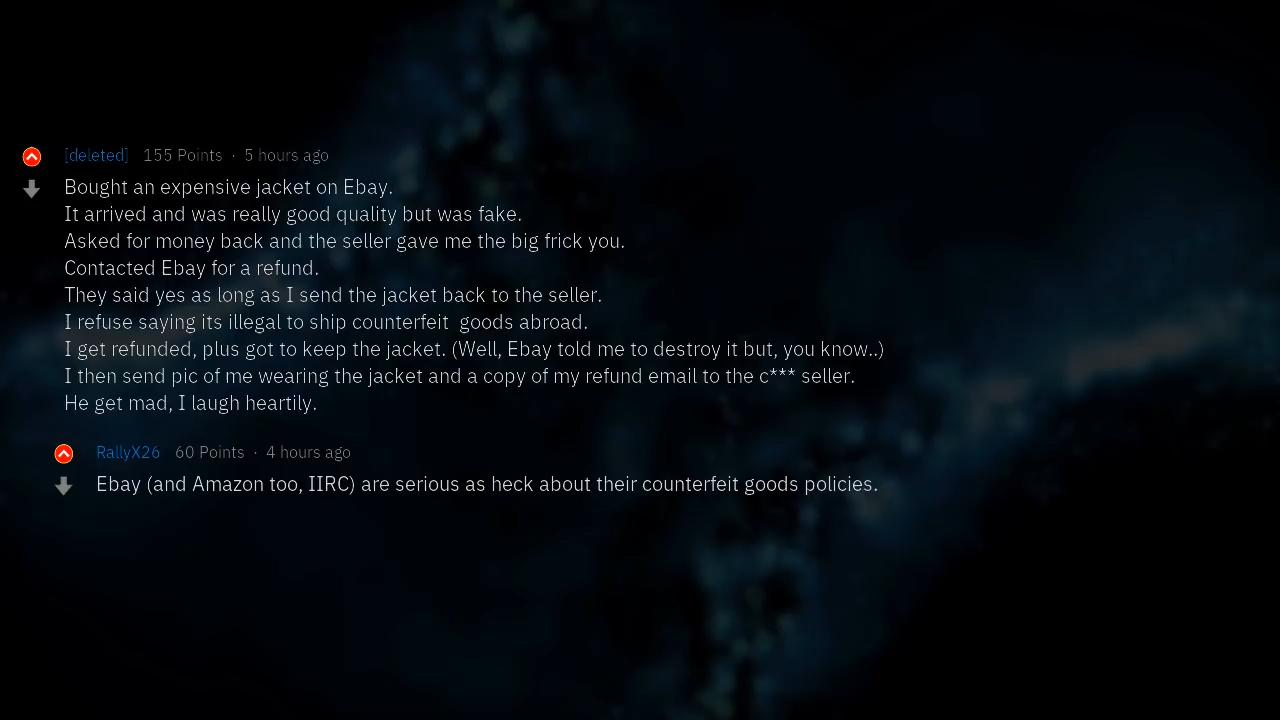 [deleted] 155 Points · 5 hours ago
Bought an expensive jacket on Ebay.
It arrived and was really good quality but was fake.
Asked for money back and the seller gave me the big frick you.
Contacted Ebay for a refund.
They said yes as long as I send the jacket back to the seller.
I refuse saying its illegal to ship counterfeit  goods abroad.
I get refunded, plus got to keep the jacket. (Well, Ebay told me to destroy it but, you know..)
I then send pic of me wearing the jacket and a copy of my refund email to the c*** seller.
He get mad, I laugh heartily.
RallyX26 60 Points · 4 hours ago
Ebay (and Amazon too, IIRC) are serious as heck about their counterfeit goods policies.